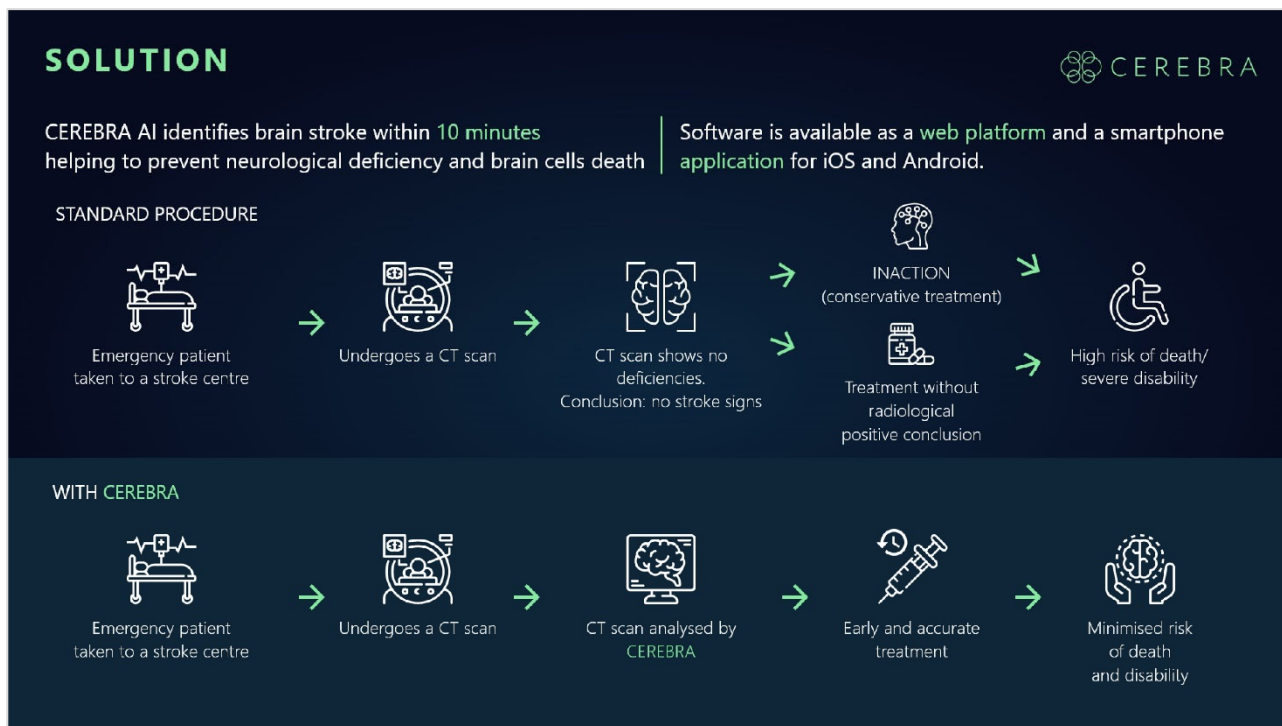 SOLUTION
CEREBRA
CEREBRA AI identifies brain stroke within 10 minutes
helping to prevent neurological deficiency and brain cells death
Software is available as a web platform and a smartphone
application for iOS and Android.
STANDARD PROCEDURE
Emergency patient
taken to a stroke centre
Undergoes a CT scan
CT scan shows no
deficiencies.
Conclusion: no stroke signs
INACTION
(conservative treatment)
Treatment without
radiological
positive conclusion
High risk of death/
severe disability
WITH CEREBRA
Emergency patient
taken to a stroke centre
Undergoes a CT scan
CT scan analysed by
CEREBRA
Early and accurate
treatment
Minimised risk
of death
and disability